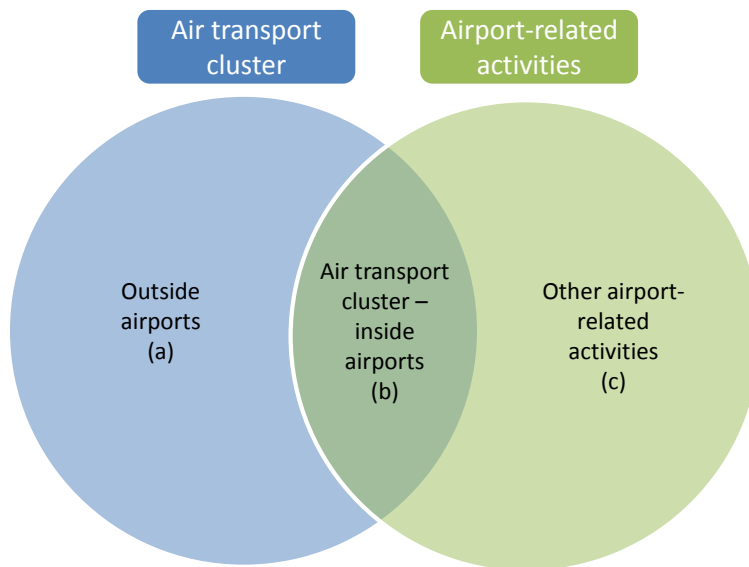 Air transport
cluster
Airport-related
activities
Outside
airports
(a)
Air transport
cluster –
inside
airports
(b)
Other airport-
related
activities
(c)